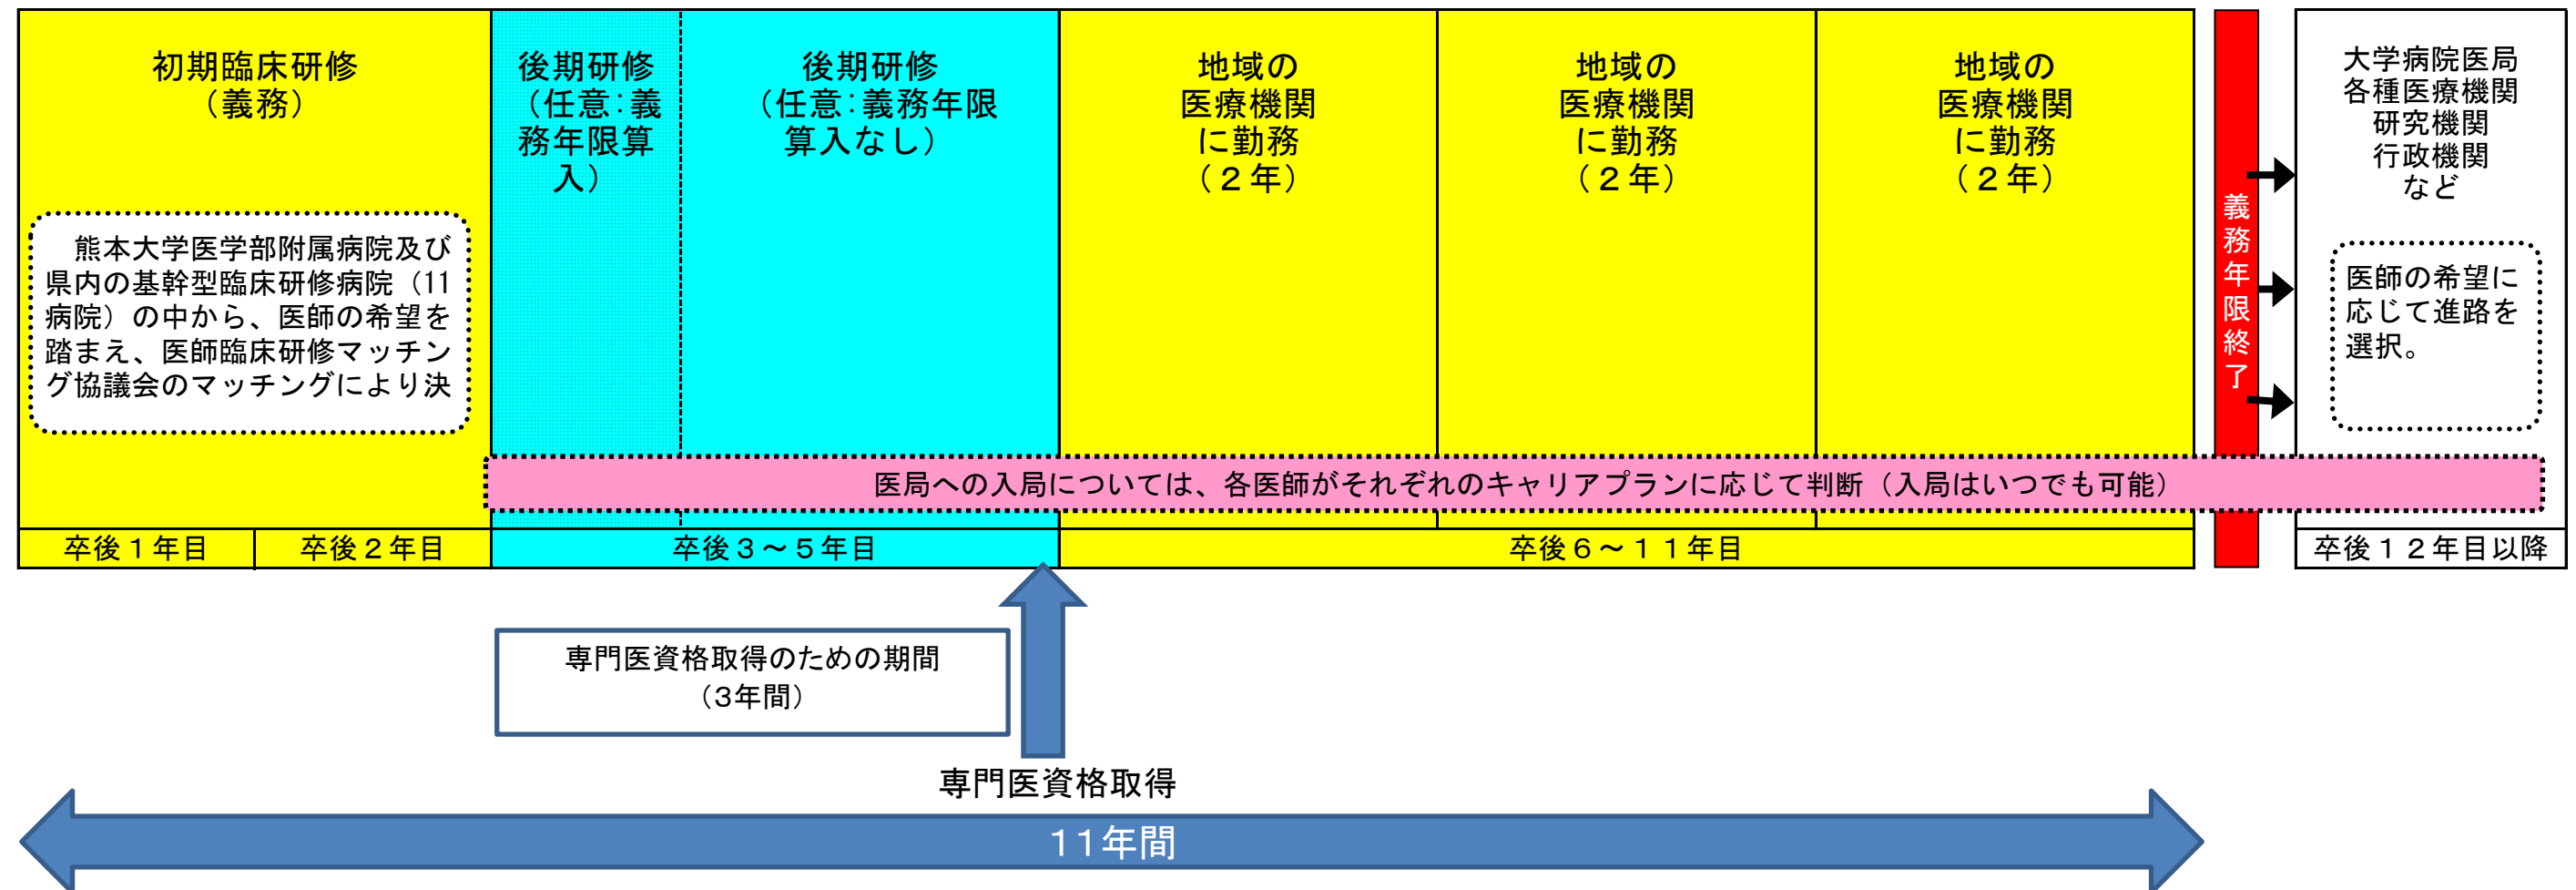 初期臨床研修
（義務）
熊本大学医学部附属病院及び
県内の基幹型臨床研修病院（11
病院）の中から、医師の希望を
踏まえ、医師臨床研修マッチン
グ協議会のマッチングにより決
後期研修
（任意：義
務年限算
入）
後期研修
（任意：義務年限
算入なし）
地域の
医療機関
に勤務
（２年）
地域の
医療機関
に勤務
（２年）
地域の
医療機関
に勤務
（２年）
義務年限終了
大学病院医局
各種医療機関
研究機関
行政機関
など
医師の希望に
応じて進路を
選択。
医局への入局については、各医師がそれぞれのキャリアプランに応じて判断（入局はいつでも可能）
卒後１年目
卒後２年目
卒後３～５年目
卒後６～１１年目
卒後１２年目以降
専門医資格取得のための期間
（3年間）
専門医資格取得
１１年間